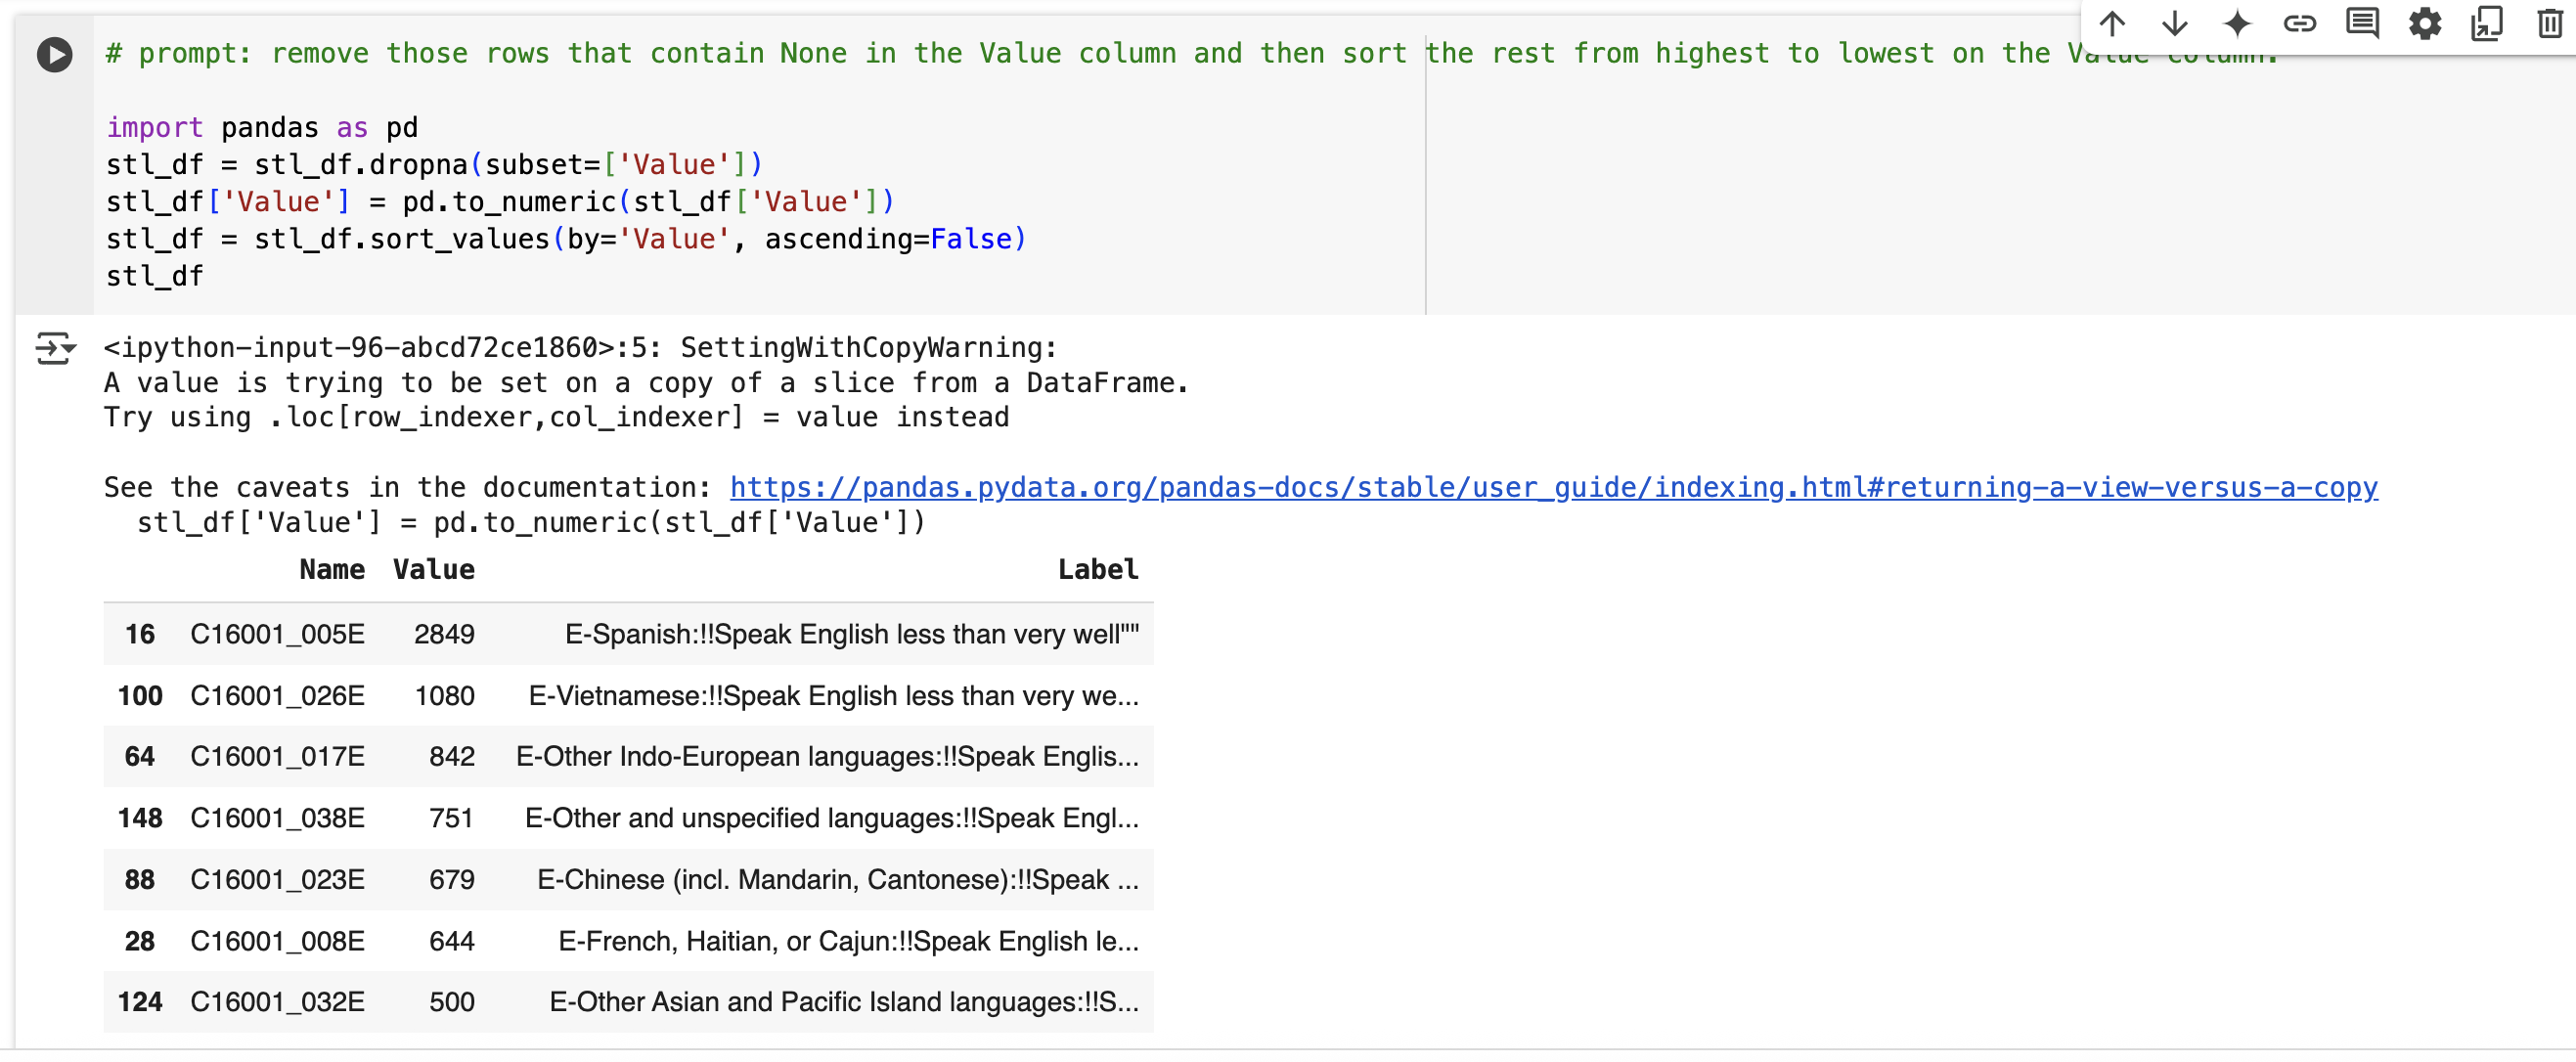 # prompt: remove those rows that contain None in the Value column and then sort the rest from highest to lowest on the Value column.
import pandas as pd
stl_df = stl_df.dropna(subset=['Value'])
stl_df['Value'] = pd.to_numeric(stl_df['Value'])
stl_df = stl_df.sort_values(by='Value', ascending=False)
stl_df
<ipython-input-96-abcd72ce1860>:5: SettingWithCopyWarning:
A value is trying to be set on a copy of a slice from a DataFrame.
Try using .loc[row_indexer,col_indexer] = value instead
See the caveats in the documentation: https://pandas.pydata.org/pandas-docs/stable/user_guide/indexing.html#returning-a-view-versus-a-copy
stl_df['Value'] = pd.to_numeric(stl_df['Value'])
Name Value Label
16 C16001_005E 2849 E-Spanish:!!Speak English less than very well""
100 C16001_026E 1080 E-Vietnamese:!!Speak English less than very we...
64 C16001_017E 842 E-Other Indo-European languages:!!Speak Englis...
148 C16001_038E 751 E-Other and unspecified languages:!!Speak Engl...
88 C16001_023E 679 E-Chinese (incl. Mandarin, Cantonese):!!Speak ...
28 C16001_008E 644 E-French, Haitian, or Cajun:!!Speak English le...
124 C16001_032E 500 E-Other Asian and Pacific Island languages:!!S...